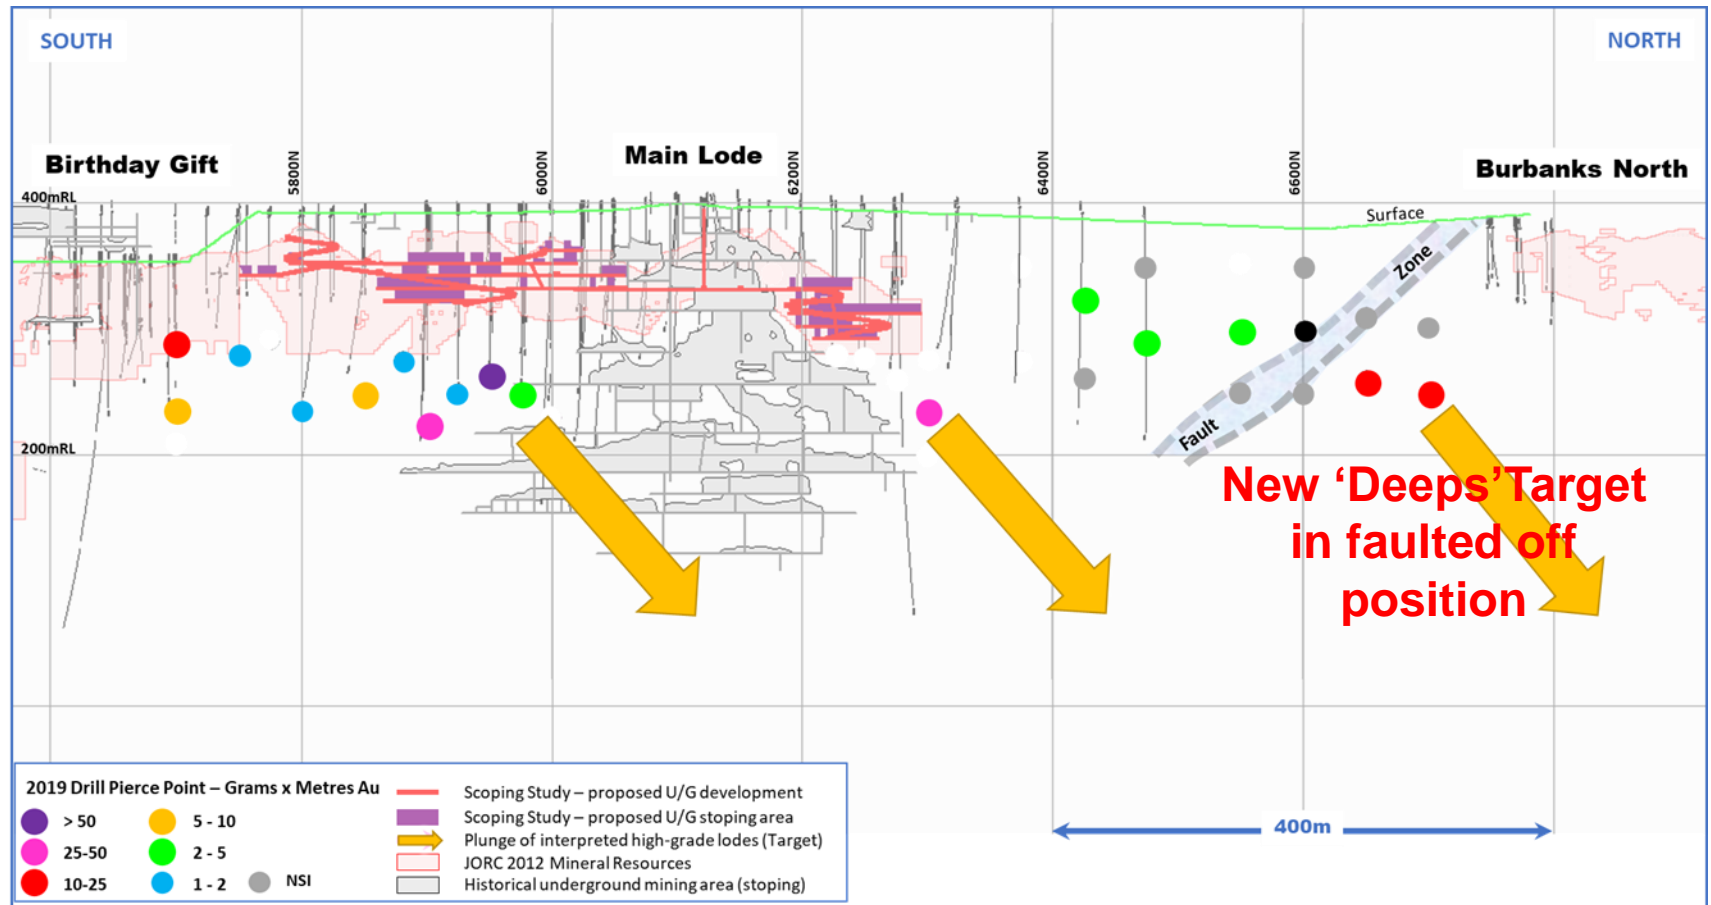 SOUTH
NORTH
Birthday Gift
Main Lode
Burbanks North
5800N
6000N
6200N
6400N
6600N
400mRL
Surface
Fault Zone
200mRL
New ‘Deeps’Target
in faulted off
position
400m
2019 Drill Pierce Point – Grams x Metres Au
> 50
25-50
10-25
5 - 10
2 - 5
1 - 2
NSI
Scoping Study – proposed U/G development
Scoping Study – proposed U/G stoping area
Plunge of interpreted high-grade lodes (Target)
JORC 2012 Mineral Resources
Historical underground mining area (stoping)